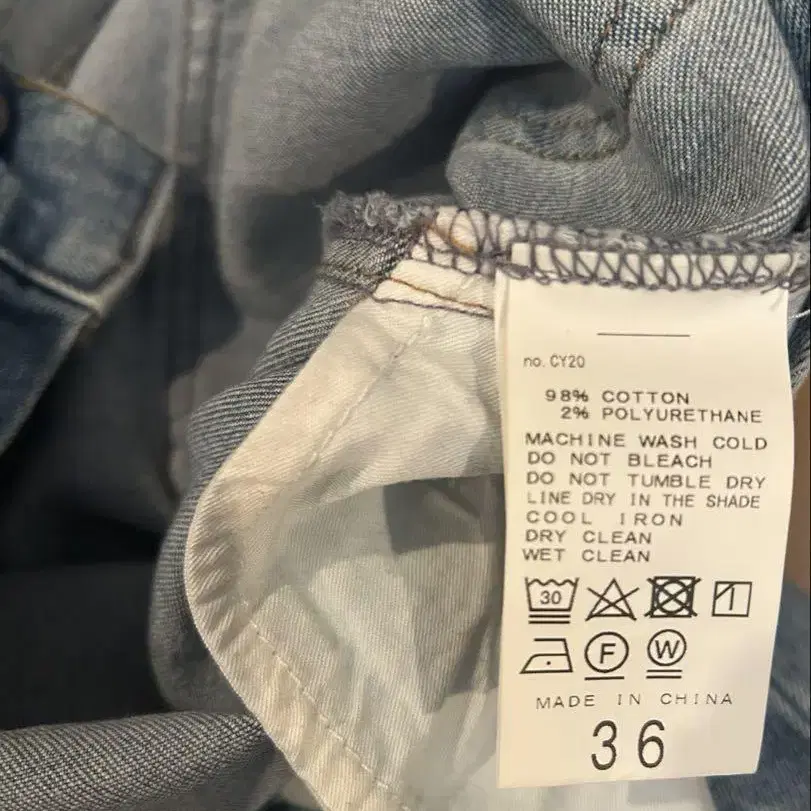 no. CY20
98% COTTON
2% POLYURETHANE
MACHINE WASH COLD
DO NOT BLEACH
DO NOT TUMBLE DRY
LINE DRY IN THE SHADE
COOL IRON
DRY CLEAN
WET CLEAN
30
F W
MADE IN CHINA
36